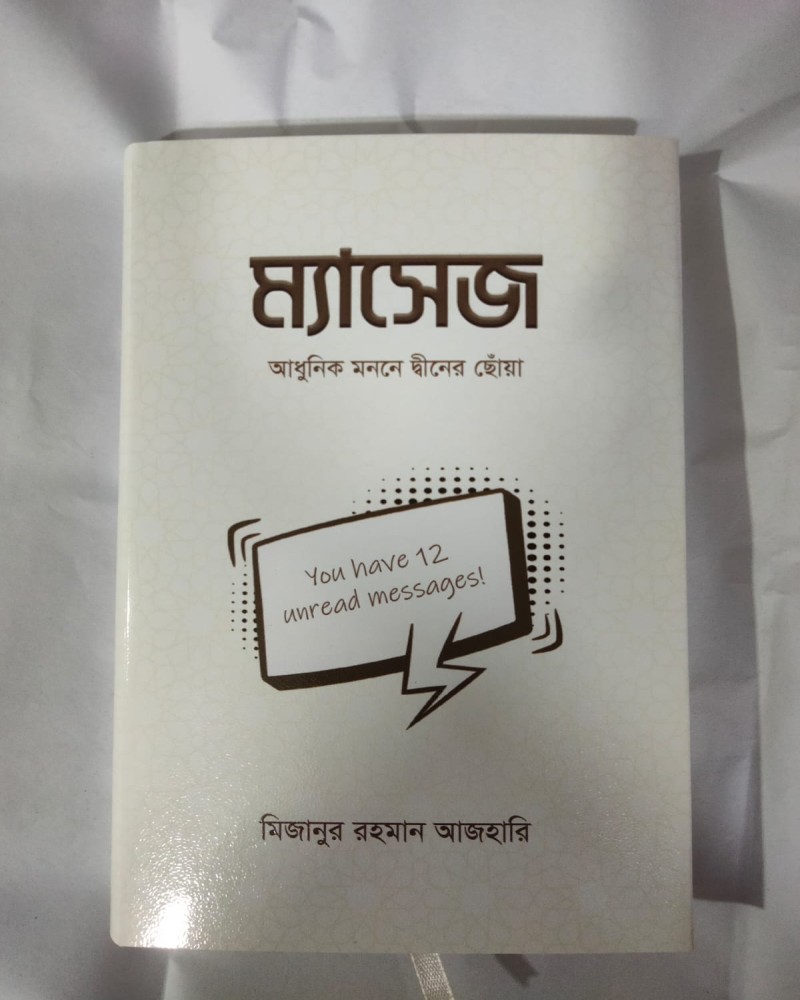 ম্যাসেজ
আধুনিক মননে দ্বীনের ছোঁয়া
You have 12
unread messages!
মিজানুর রহমান আজহারি